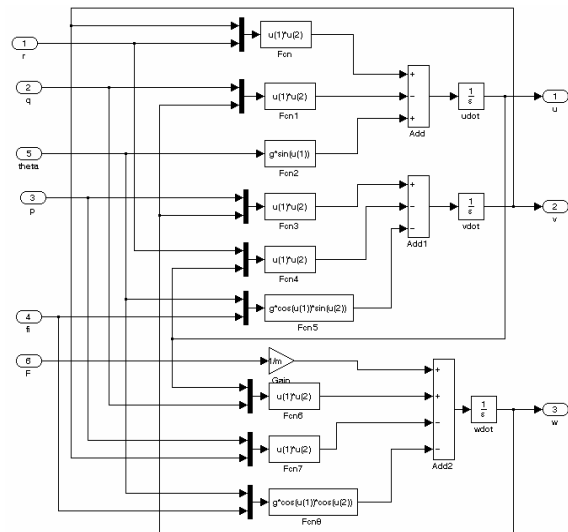 1
r
u(1)*u(2)
Fcn
2
q
u(1)*u(2)
Fcn1
5
theta
g*sin(u(1))
Fcn2
+
−
+
Add
1
s
udot
1
u
3
p
u(1)*u(2)
Fcn3
u(1)*u(2)
Fcn4
4
fi
g*cos(u(1))*sin(u(2))
Fcn5
+
−
−
Add1
1
s
vdot
2
v
6
F
1/m
Gain
u(1)*u(2)
Fcn6
u(1)*u(2)
Fcn7
g*cos(u(1))*cos(u(2))
Fcn8
+
+
−
−
Add2
1
s
wdot
3
w